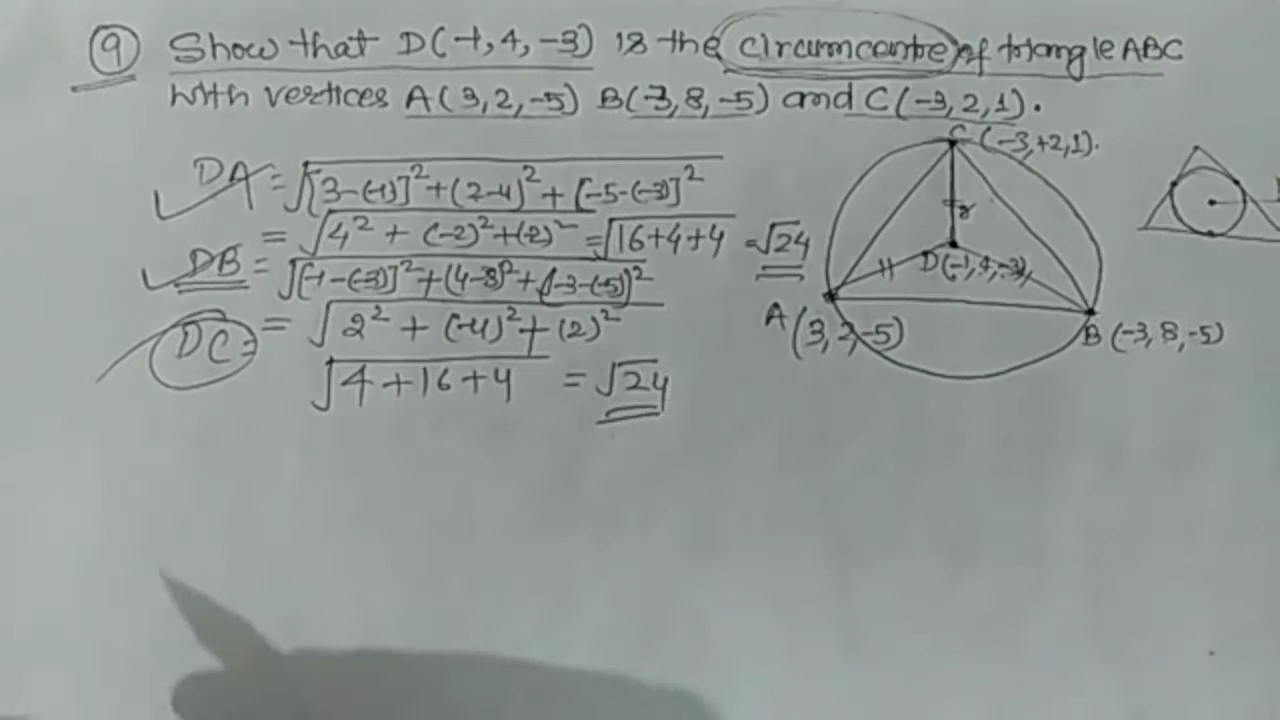 9 Show that D(-1, 4, -3) is the circumcentre of triangle ABC
with vertices A(3, 2, -5) B(-3, 8, -5) and C(-3, 2, 1).
DA = √[3-(-1)]² + (2-4)² + [-5-(-3)]²
= √4² + (-2)² + (-2)² = √16+4+4 = √24
DB = √[-1-(-3)]² + (4-8)² + (-3-(-5))²
= √2² + (-4)² + (2)²
DC =
√4+16+4 = √24
C (-3, +2, 1).
r
D(-1, 4, -3)
A (3, 2, -5)
B (-3, 8, -5)